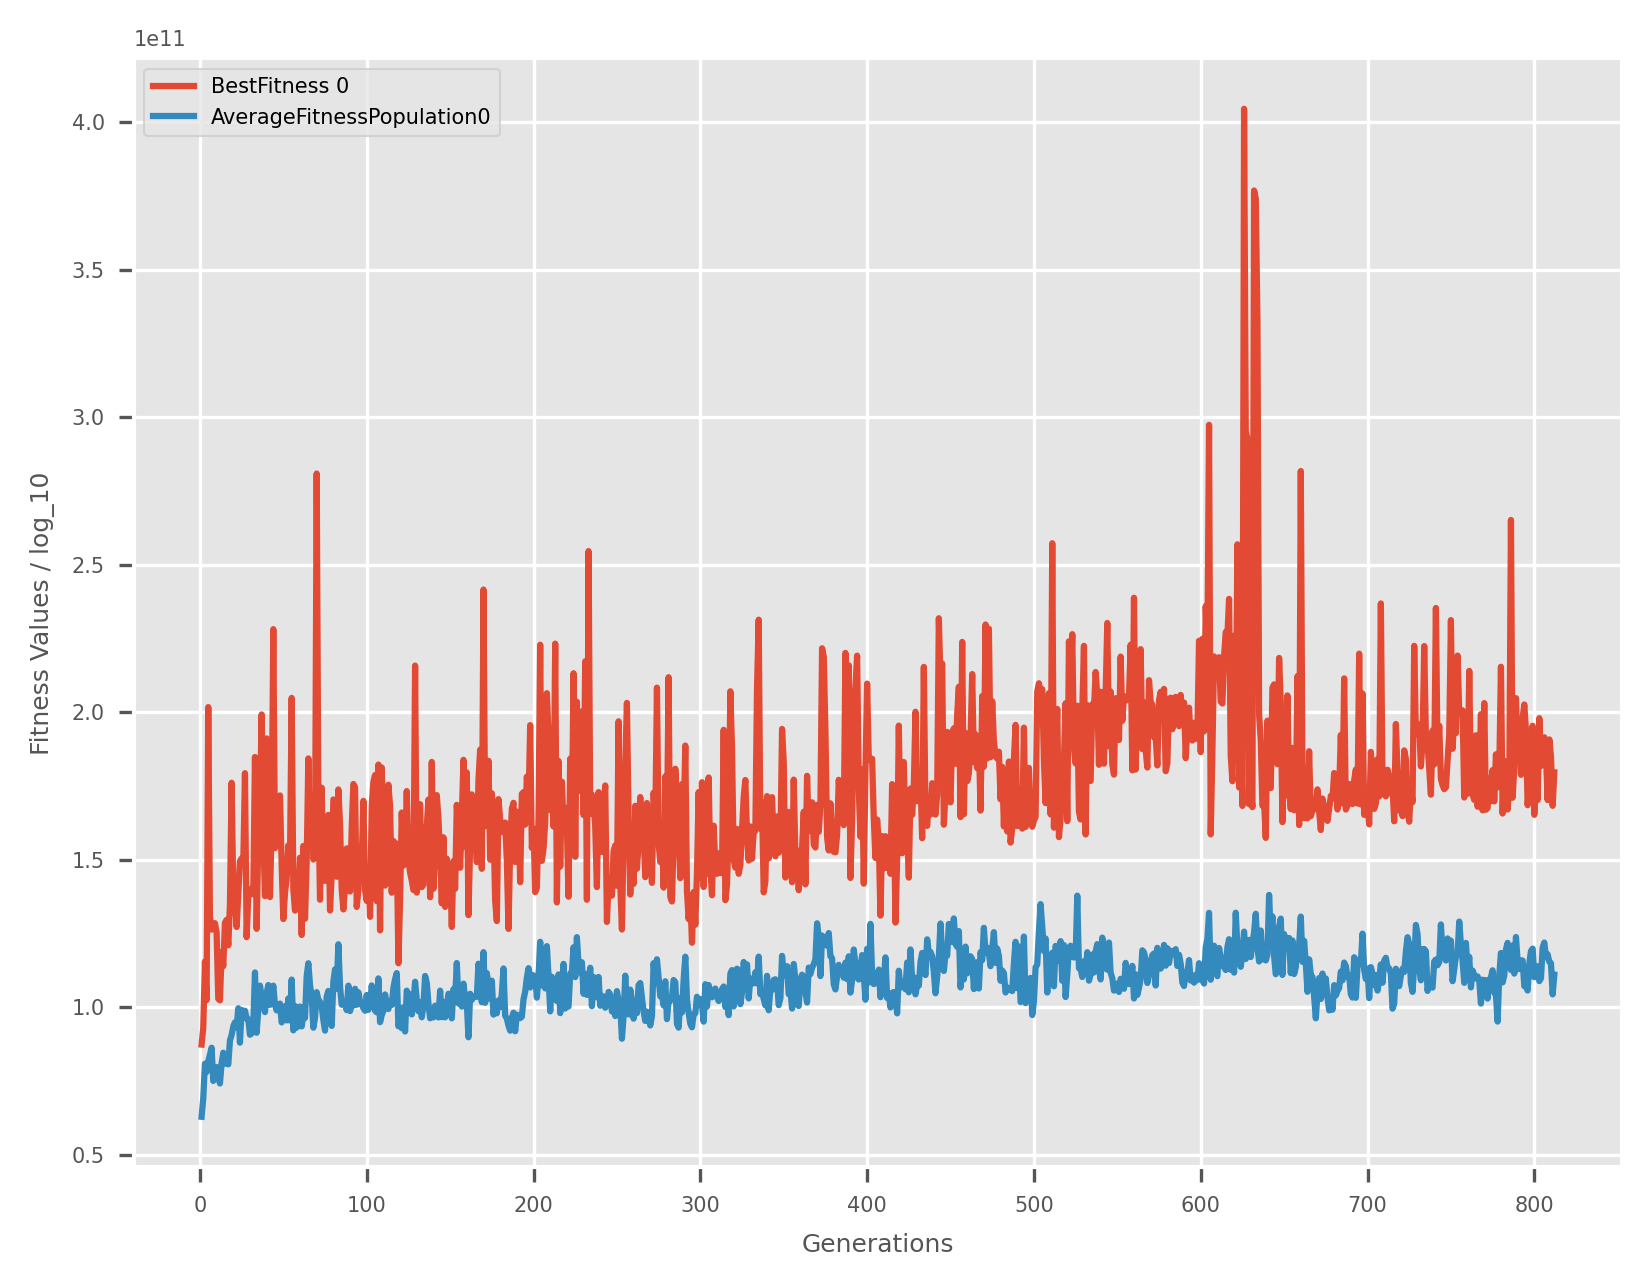 1e11
BestFitness 0
AverageFitnessPopulation0
4.0
3.5
3.0
2.5
2.0
1.5
1.0
0.5
Fitness Values / log_10
0 100 200 300 400 500 600 700 800
Generations